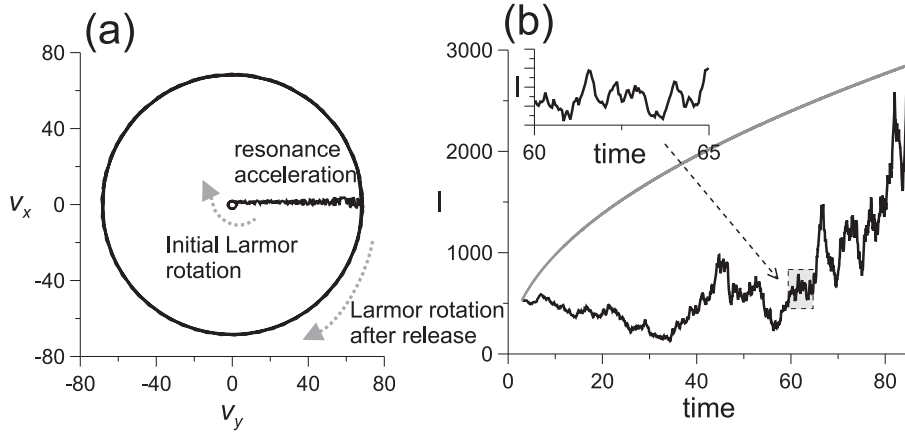 (a)
80
40
v_x
0
-40
-80
-80
-40
0
40
80
v_y
resonance
acceleration
Initial Larmor
rotation
Larmor rotation
after release
(b)
3000
I
2000
I
1000
0
0
20
40
60
80
time
I
60
time
65